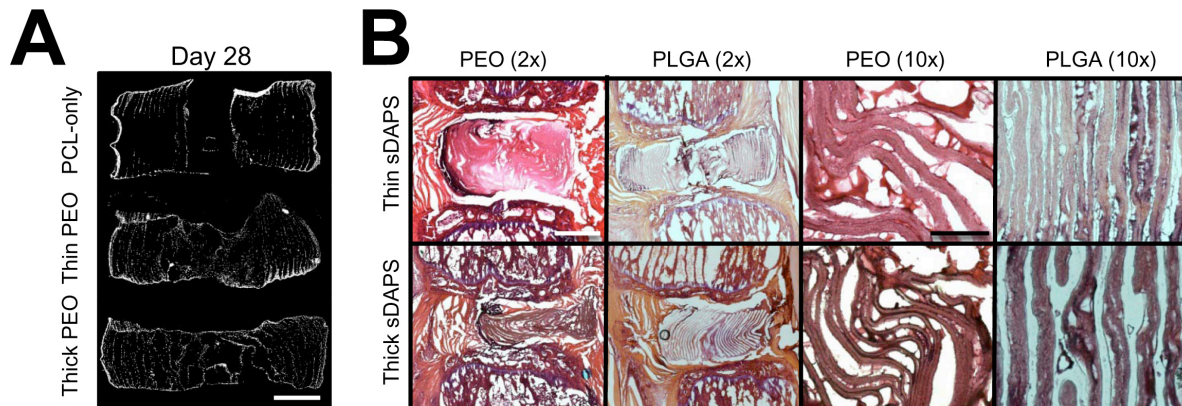 A
Day 28
PCL-only
Thin PEO
Thick PEO
B
PEO (2x)
PLGA (2x)
PEO (10x)
PLGA (10x)
Thin sDAPS
Thick sDAPS